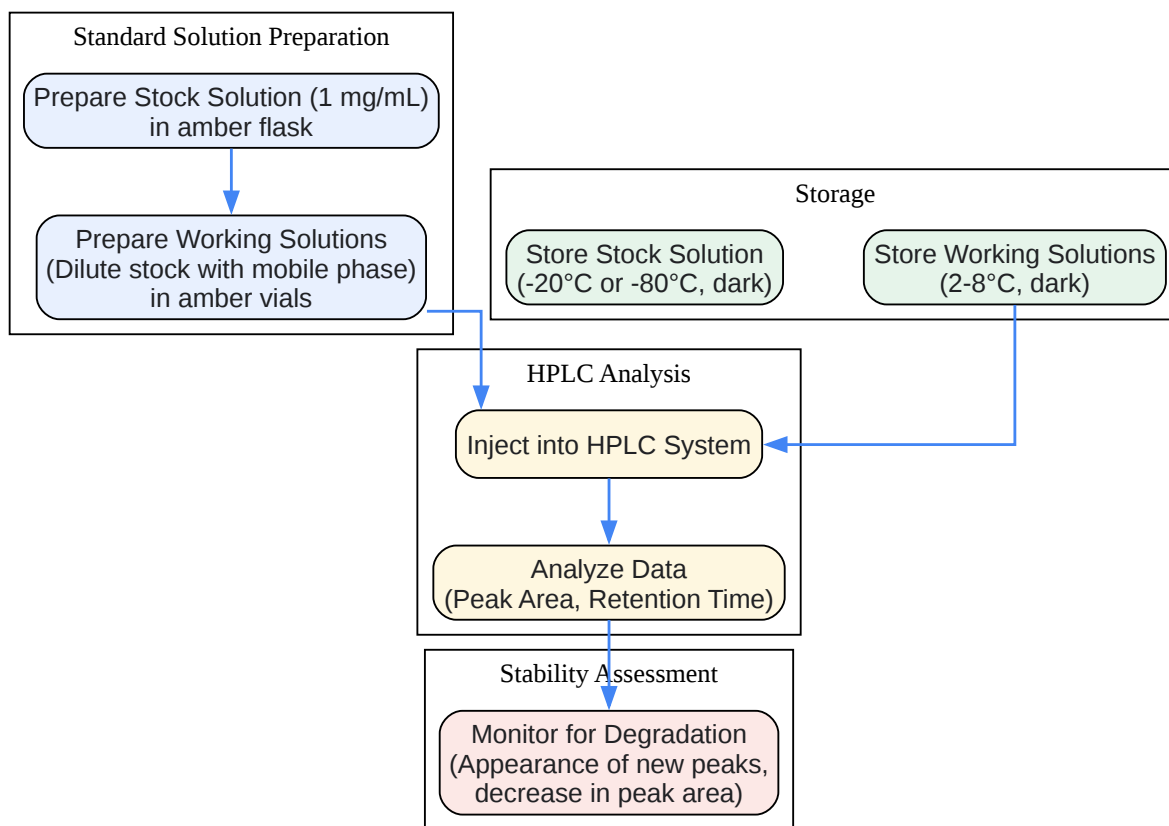 Standard Solution Preparation
Prepare Stock Solution (1 mg/mL)
in amber flask
Prepare Working Solutions
(Dilute stock with mobile phase)
in amber vials
Storage
Store Stock Solution
(-20°C or -80°C, dark)
Store Working Solutions
(2-8°C, dark)
HPLC Analysis
Inject into HPLC System
Analyze Data
(Peak Area, Retention Time)
Stability Assessment
Monitor for Degradation
(Appearance of new peaks,
decrease in peak area)